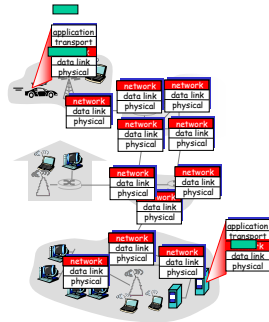 application
transport
data link
physical
network
data link
physical
network
data link
physical
network
data link
physical
network
data link
physical
network
data link
physical
network
data link
physical
network
data link
physical
network
data link
physical
physical
network
data link
physical
network
data link
physical
network
data link
physical
application
transport
data link
physical